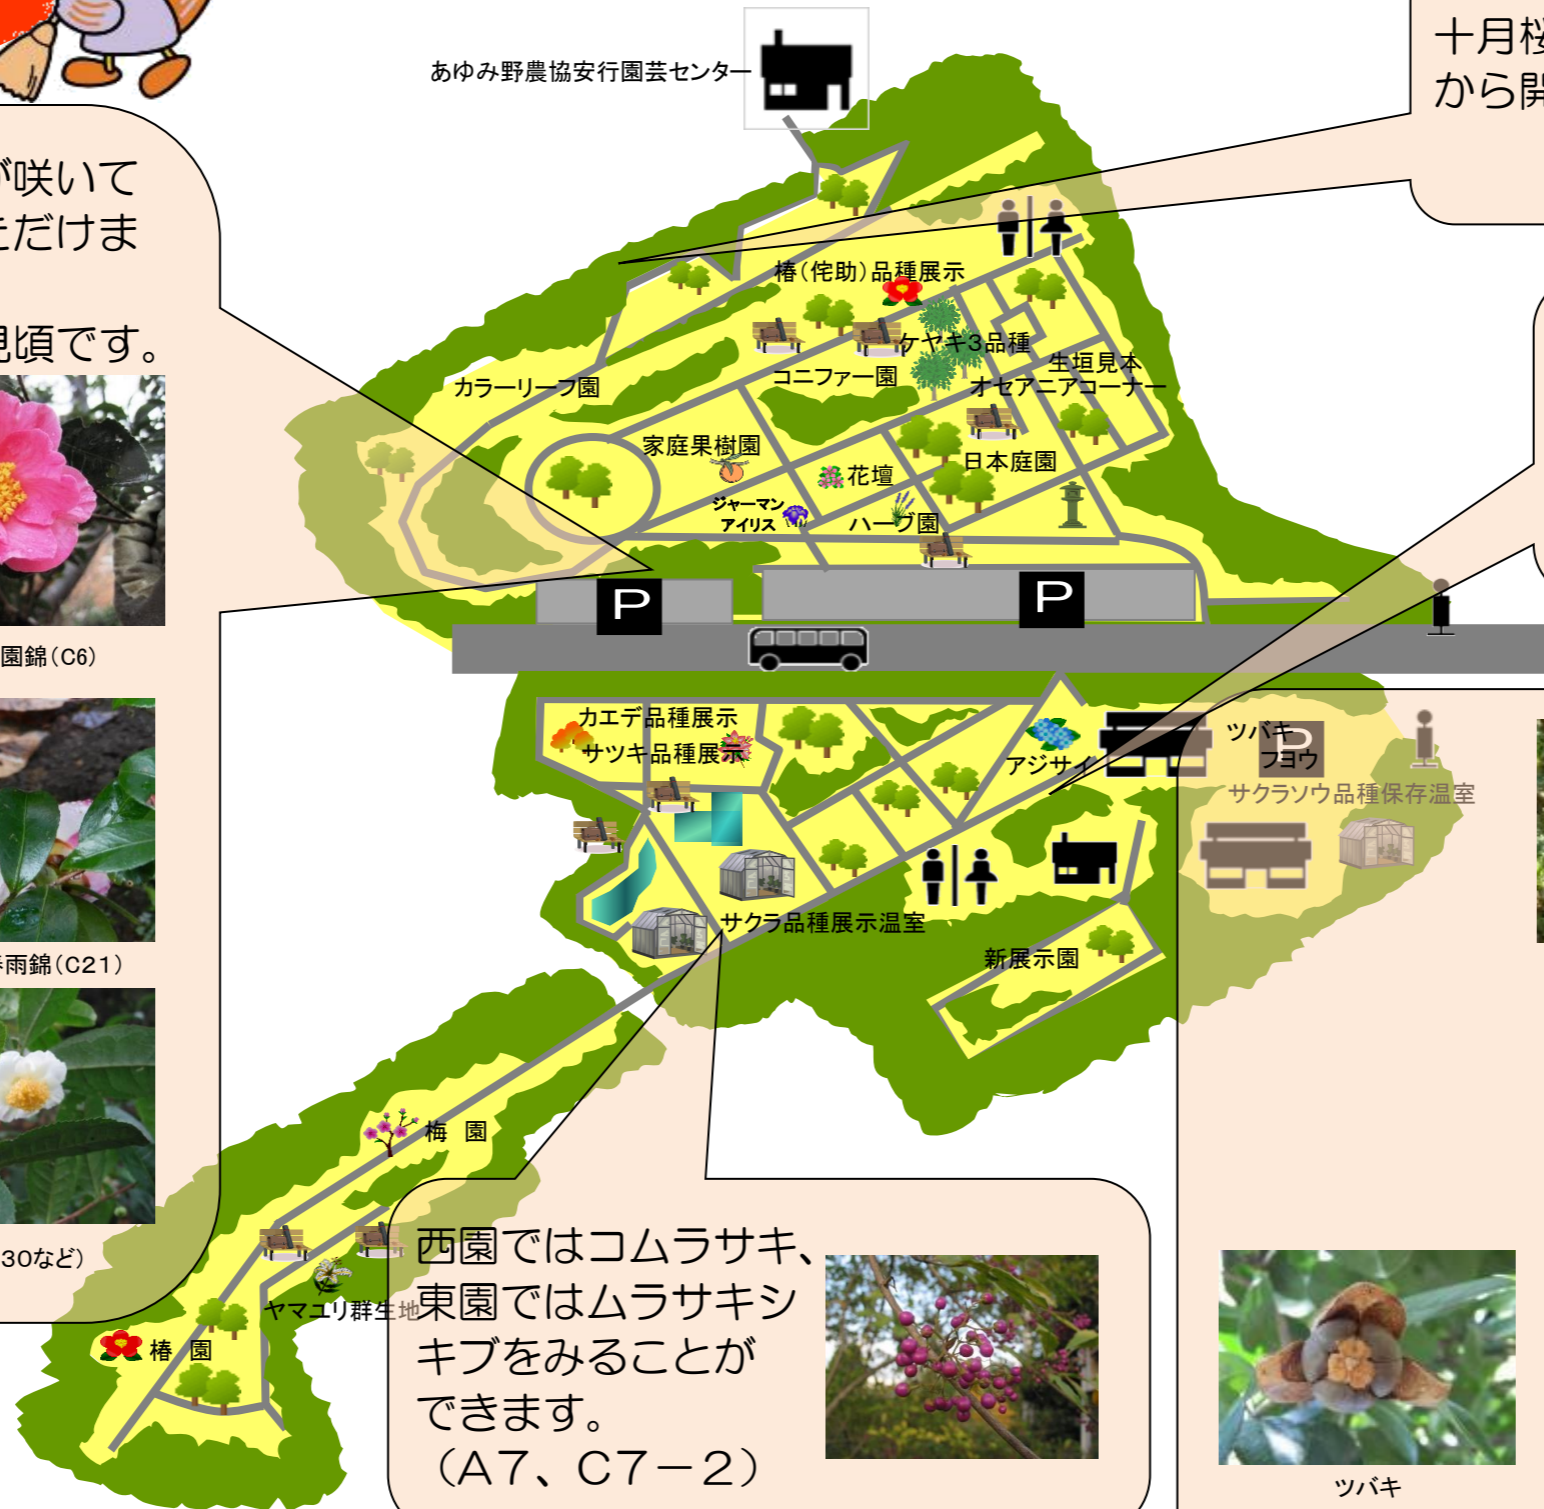 あゆみ野農協安行園芸センター
十月桜
から開
が咲いて
ただけま
見頃です。
園錦(C6)
雨錦(C21)
30など)
椿(侘助)品種展示
ケヤキ3品種
生垣見本
オセアニアコーナー
コニファー園
カラーリーフ園
家庭果樹園
花壇
日本庭園
ジャーマン
アイリス
ハーブ園
P
P
カエデ品種展示
サツキ品種展示
アジサイ
ツバキ
フヨウ
P
サクラソウ品種保存温室
サクラ品種展示温室
新展示園
梅 園
ヤマユリ群生地
椿 園
西園ではコムラサキ、
東園ではムラサキシ
キブをみることが
できます。
(A7、C7-2)
ツバキ